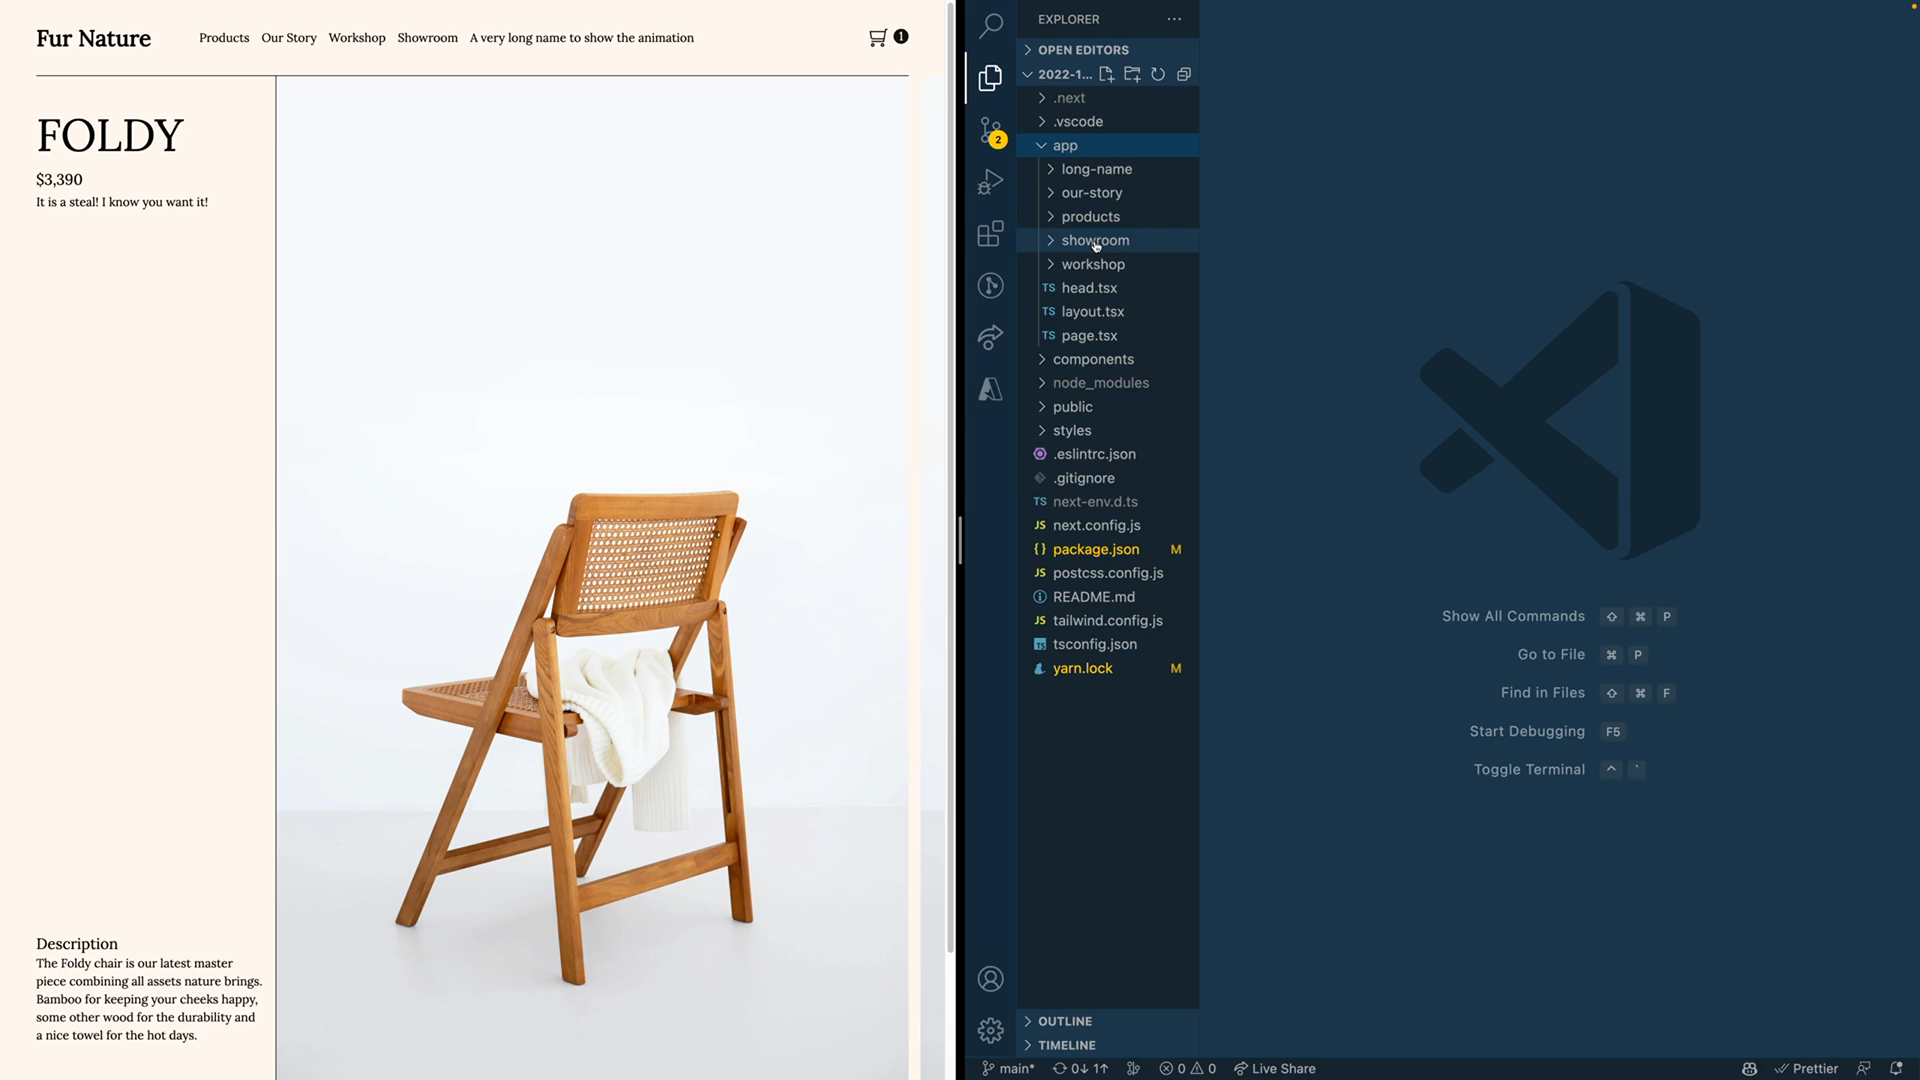 Fur Nature
Products Our Story Workshop Showroom A very long name to show the animation
1
FOLDY
$3,390
It is a steal! I know you want it!
Description
The Foldy chair is our latest master
piece combining all assets nature brings.
Bamboo for keeping your cheeks happy,
some other wood for the durability and
a nice towel for the hot days.
2
EXPLORER
OPEN EDITORS
2022-1...
.next
.vscode
app
long-name
our-story
products
showroom
workshop
TS head.tsx
TS layout.tsx
TS page.tsx
components
node_modules
public
styles
.eslintrc.json
.gitignore
TS next-env.d.ts
JS next.config.js
{} package.json M
JS postcss.config.js
README.md
JS tailwind.config.js
TS tsconfig.json
yarn.lock M
OUTLINE
TIMELINE
Show All Commands ⇧ ⌘ P
Go to File ⌘ P
Find in Files ⇧ ⌘ F
Start Debugging F5
Toggle Terminal ^ `
main* 0↓ 1↑ 0 0 Live Share Prettier